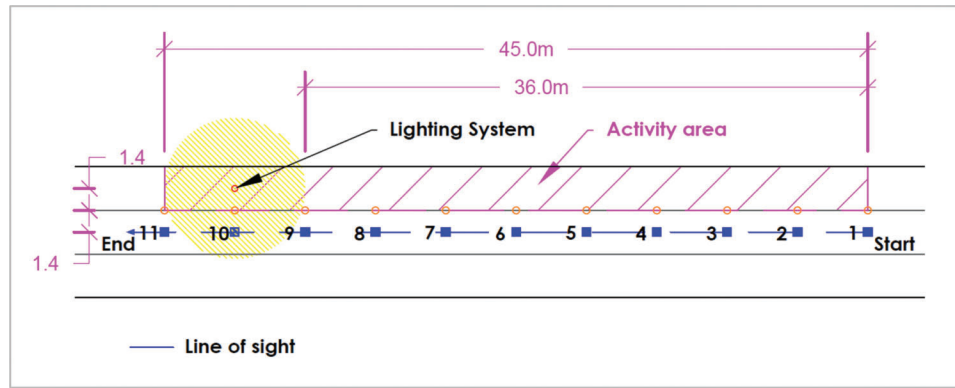 45.0m
36.0m
Lighting System
Activity area
1.4
End 11 10 9 8 7 6 5 4 3 2 1 Start
1.4
Line of sight